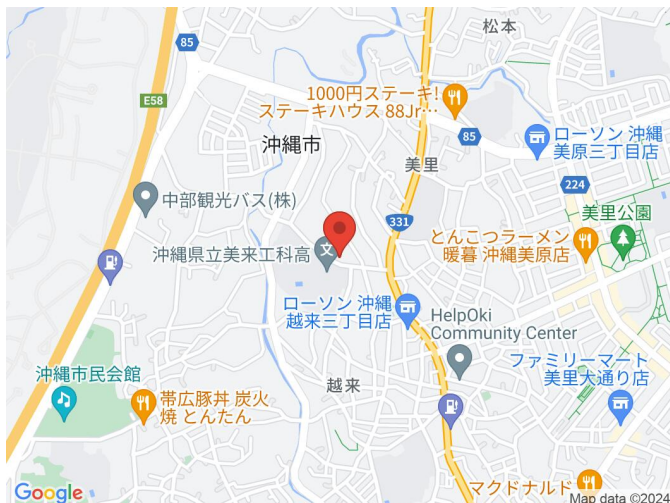 松本
85
E58
1000円ステーキ!
ステーキハウス 88Jr…
沖縄市
85
ローソン 沖縄
美原三丁目店
美里
224
中部観光バス(株)
331
美里公園
とんこつラーメン
暖暮 沖縄美原店
沖縄県立美来工科高
文
ローソン 沖縄
越来三丁目店
HelpOki
Community Center
沖縄市民会館
越来
ファミリーマート
美里大通り店
帯広豚丼 炭火
焼 とんたん
マクドナルド
Google
Map data ©2024